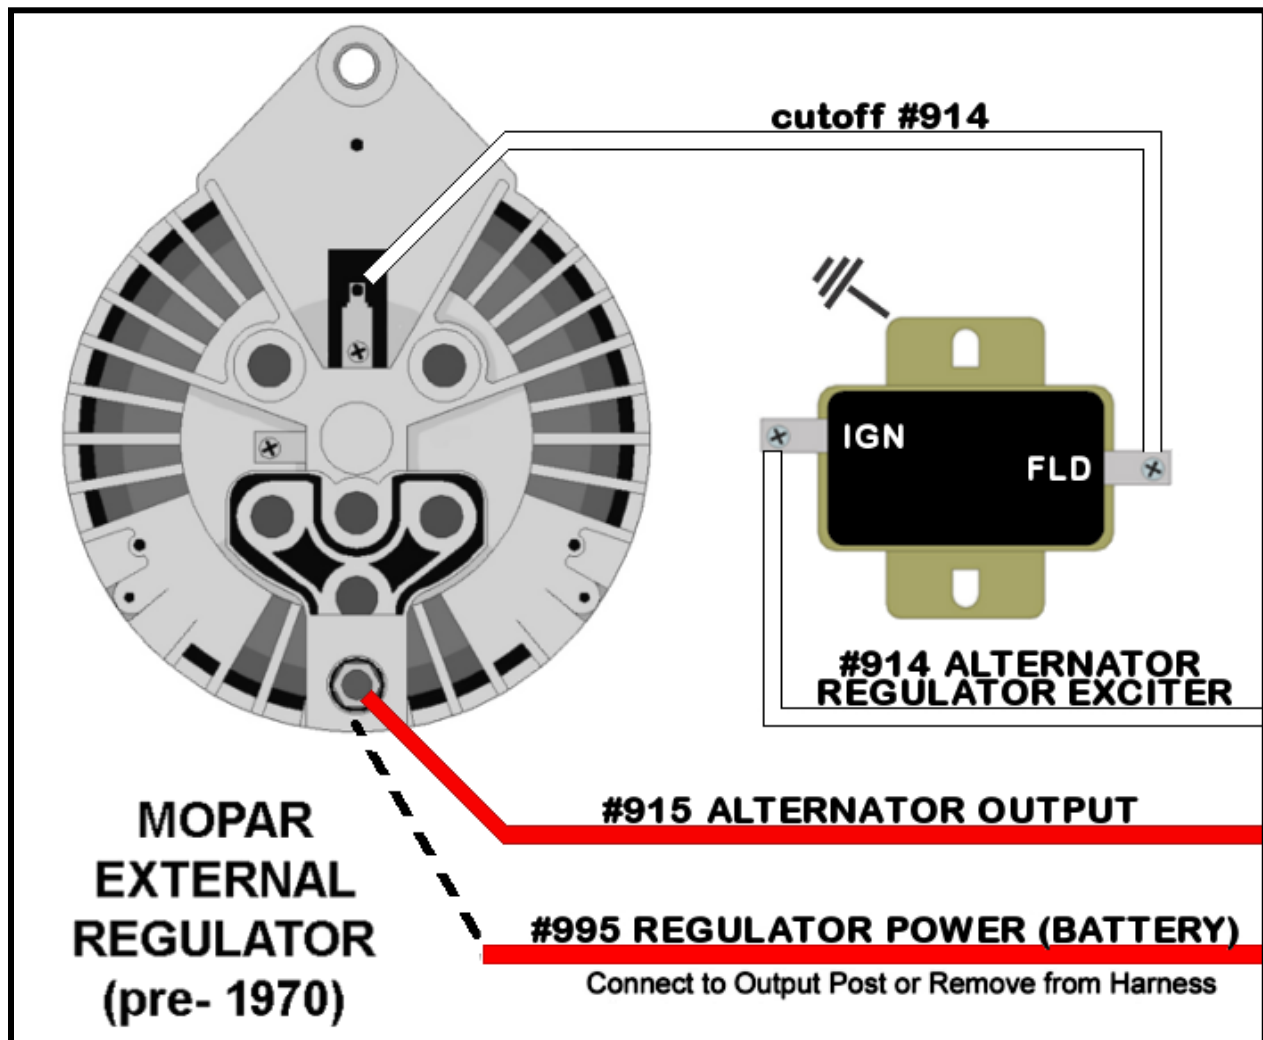 cutoff #914
IGN
FLD
#914 ALTERNATOR
REGULATOR EXCITER
#915 ALTERNATOR OUTPUT
#995 REGULATOR POWER (BATTERY)
Connect to Output Post or Remove from Harness
MOPAR
EXTERNAL
REGULATOR
(pre- 1970)